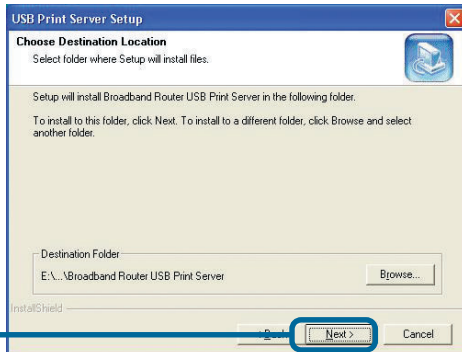 USB Print Server Setup
Choose Destination Location
Select folder where Setup will install files.
Setup will install Broadband Router USB Print Server in the following folder.
To install to this folder, click Next. To install to a different folder, click Browse and select
another folder.
Destination Folder
E:\...\Broadband Router USB Print Server
Browse...
InstallShield
Next > Cancel